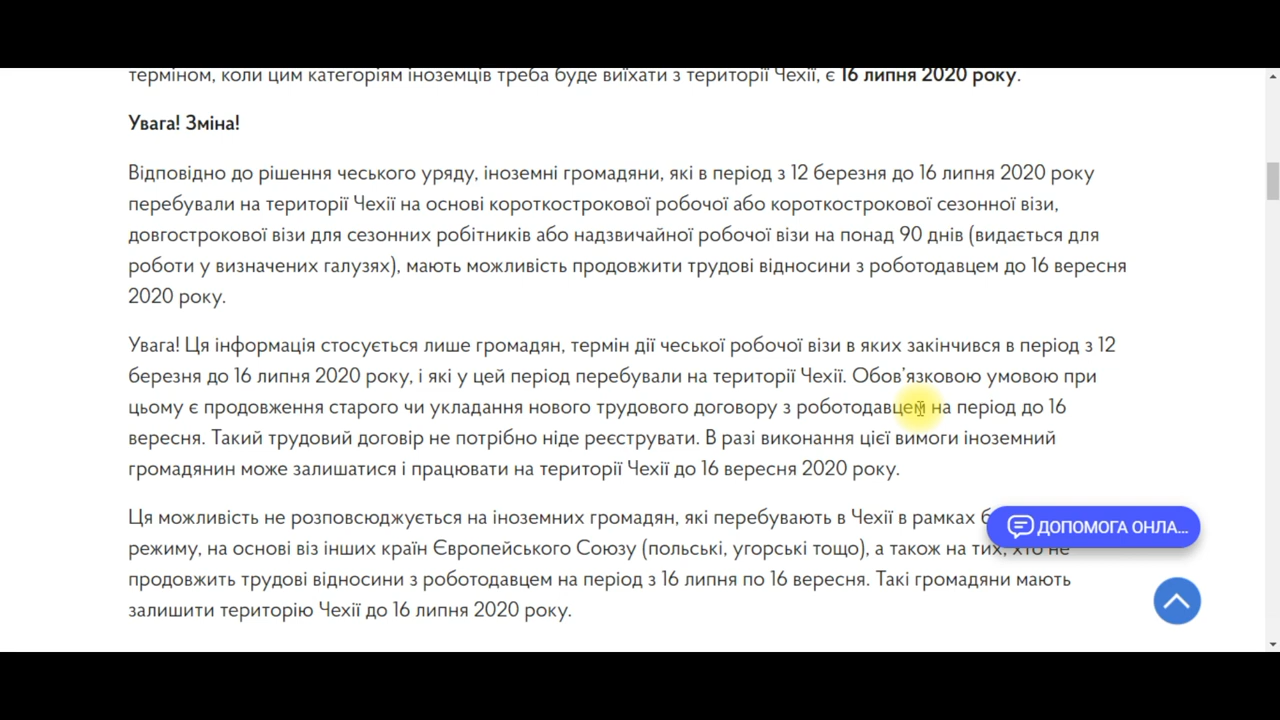 терміном, коли цим категоріям іноземців треба буде виїхати з території Чехії, є 16 липня 2020 року.
Увага! Зміна!
Відповідно до рішення чеського уряду, іноземні громадяни, які в період з 12 березня до 16 липня 2020 року
перебували на території Чехії на основі короткострокової робочої або короткострокової сезонної візи,
довгострокової візи для сезонних робітників або надзвичайної робочої візи на понад 90 днів (видається для
роботи у визначених галузях), мають можливість продовжити трудові відносини з роботодавцем до 16 вересня
2020 року.
Увага! Ця інформація стосується лише громадян, термін дії чеської робочої візи в яких закінчився в період з 12
березня до 16 липня 2020 року, і які у цей період перебували на території Чехії. Обов’язковою умовою при
цьому є продовження старого чи укладання нового трудового договору з роботодавцем на період до 16
вересня. Такий трудовий договір не потрібно ніде реєструвати. В разі виконання цієї вимоги іноземний
громадянин може залишатися і працювати на території Чехії до 16 вересня 2020 року.
Ця можливість не розповсюджується на іноземних громадян, які перебувають в Чехії в рамках
ДОПОМОГА ОНЛА...
режиму, на основі віз інших країн Європейського Союзу (польські, угорські тощо), а також на тих, хто не
продовжить трудові відносини з роботодавцем на період з 16 липня по 16 вересня. Такі громадяни мають
залишити територію Чехії до 16 липня 2020 року.